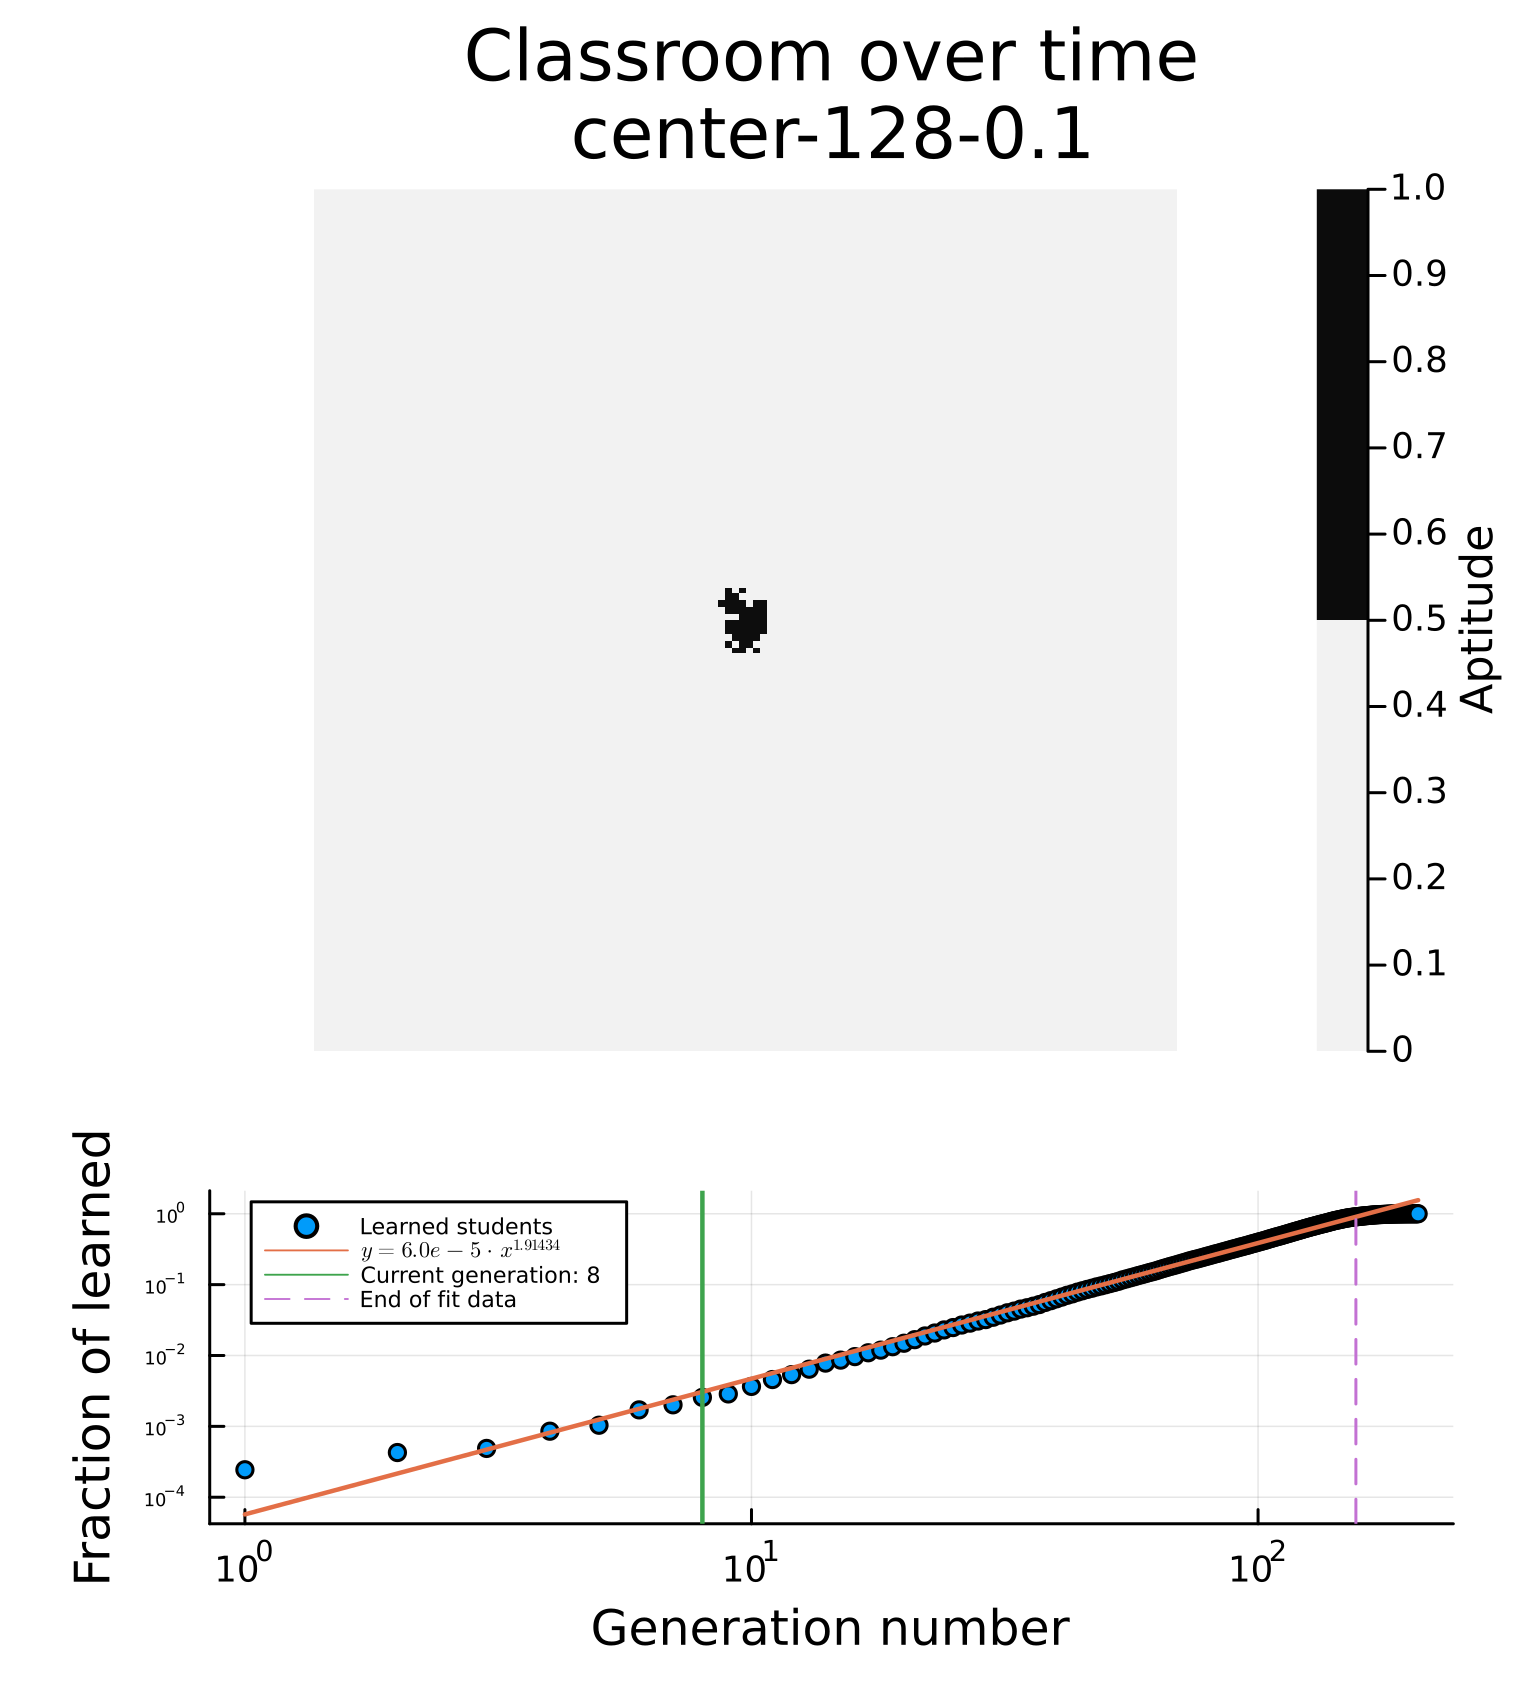 Classroom over time
center-128-0.1
1.0
0.9
0.8
0.7
0.6
0.5
0.4
0.3
0.2
0.1
0
Aptitude
Fraction of learned
10⁰
10⁻¹
10⁻²
10⁻³
10⁻⁴
Learned students
y = 6.0e − 5 · x^1.91434
Current generation: 8
End of fit data
10⁰
10¹
10²
Generation number